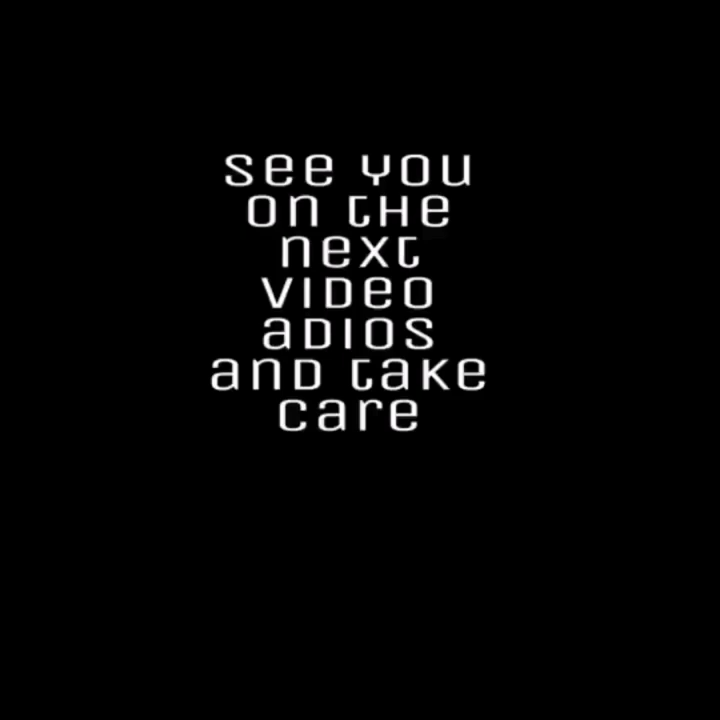 see you
on the
next
video
adios
and take
care